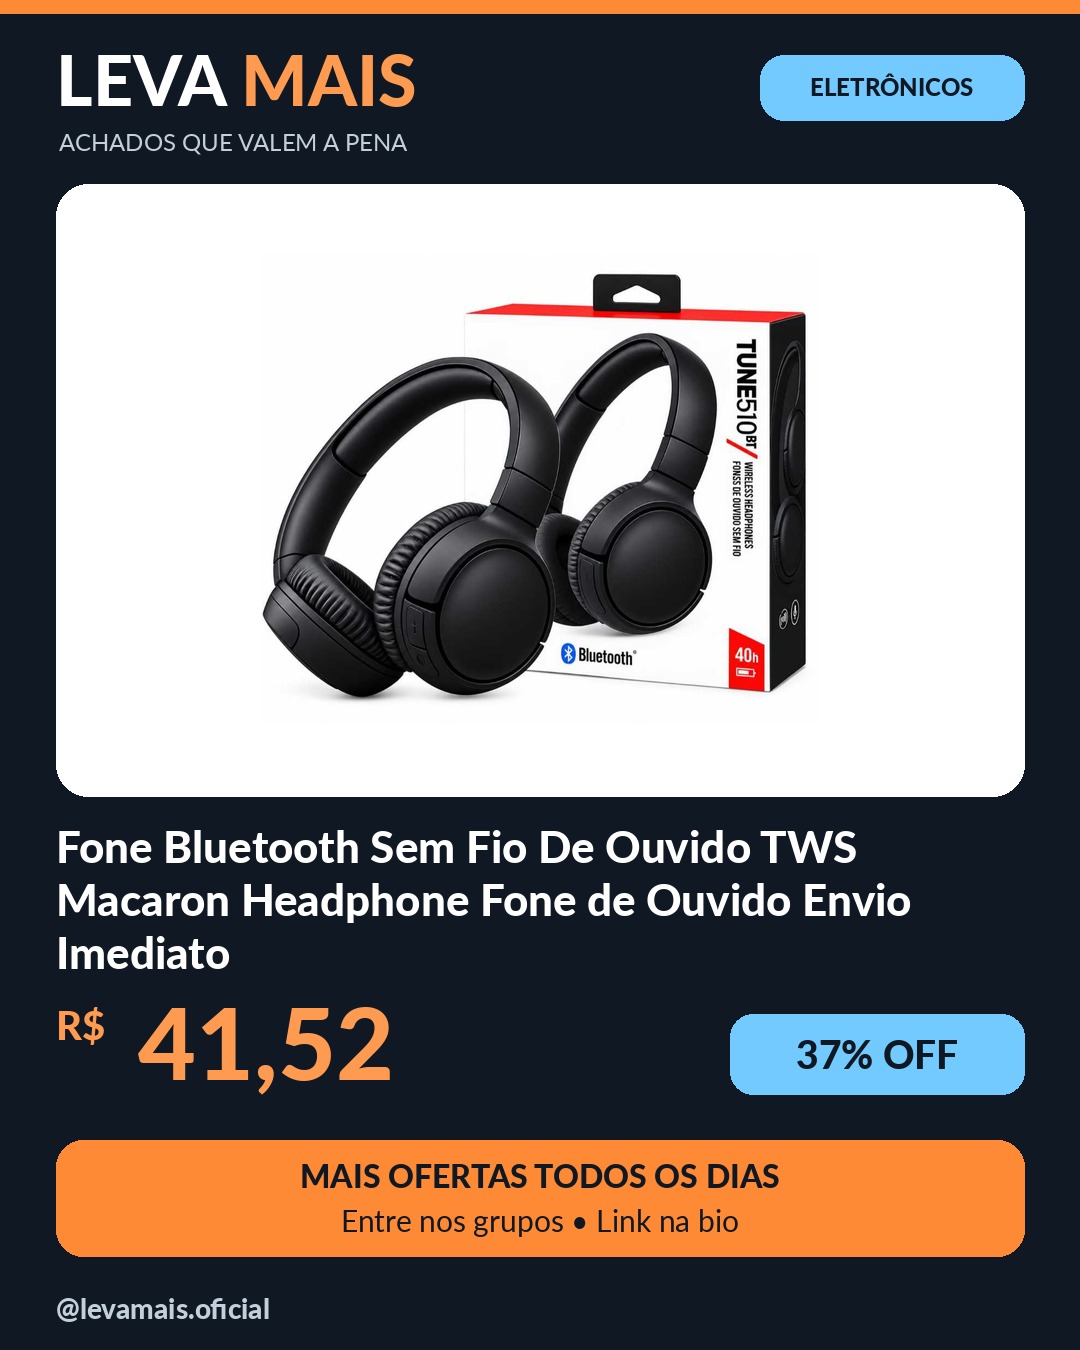 LEVA MAIS
ACHADOS QUE VALEM A PENA
ELETRÔNICOS
TUNE510BT
WIRELESS HEADPHONES
FONSS DE OUVIDO SEM FIO
Bluetooth®
40h
Fone Bluetooth Sem Fio De Ouvido TWS
Macaron Headphone Fone de Ouvido Envio
Imediato
R$ 41,52
37% OFF
MAIS OFERTAS TODOS OS DIAS
Entre nos grupos • Link na bio
@levamais.oficial